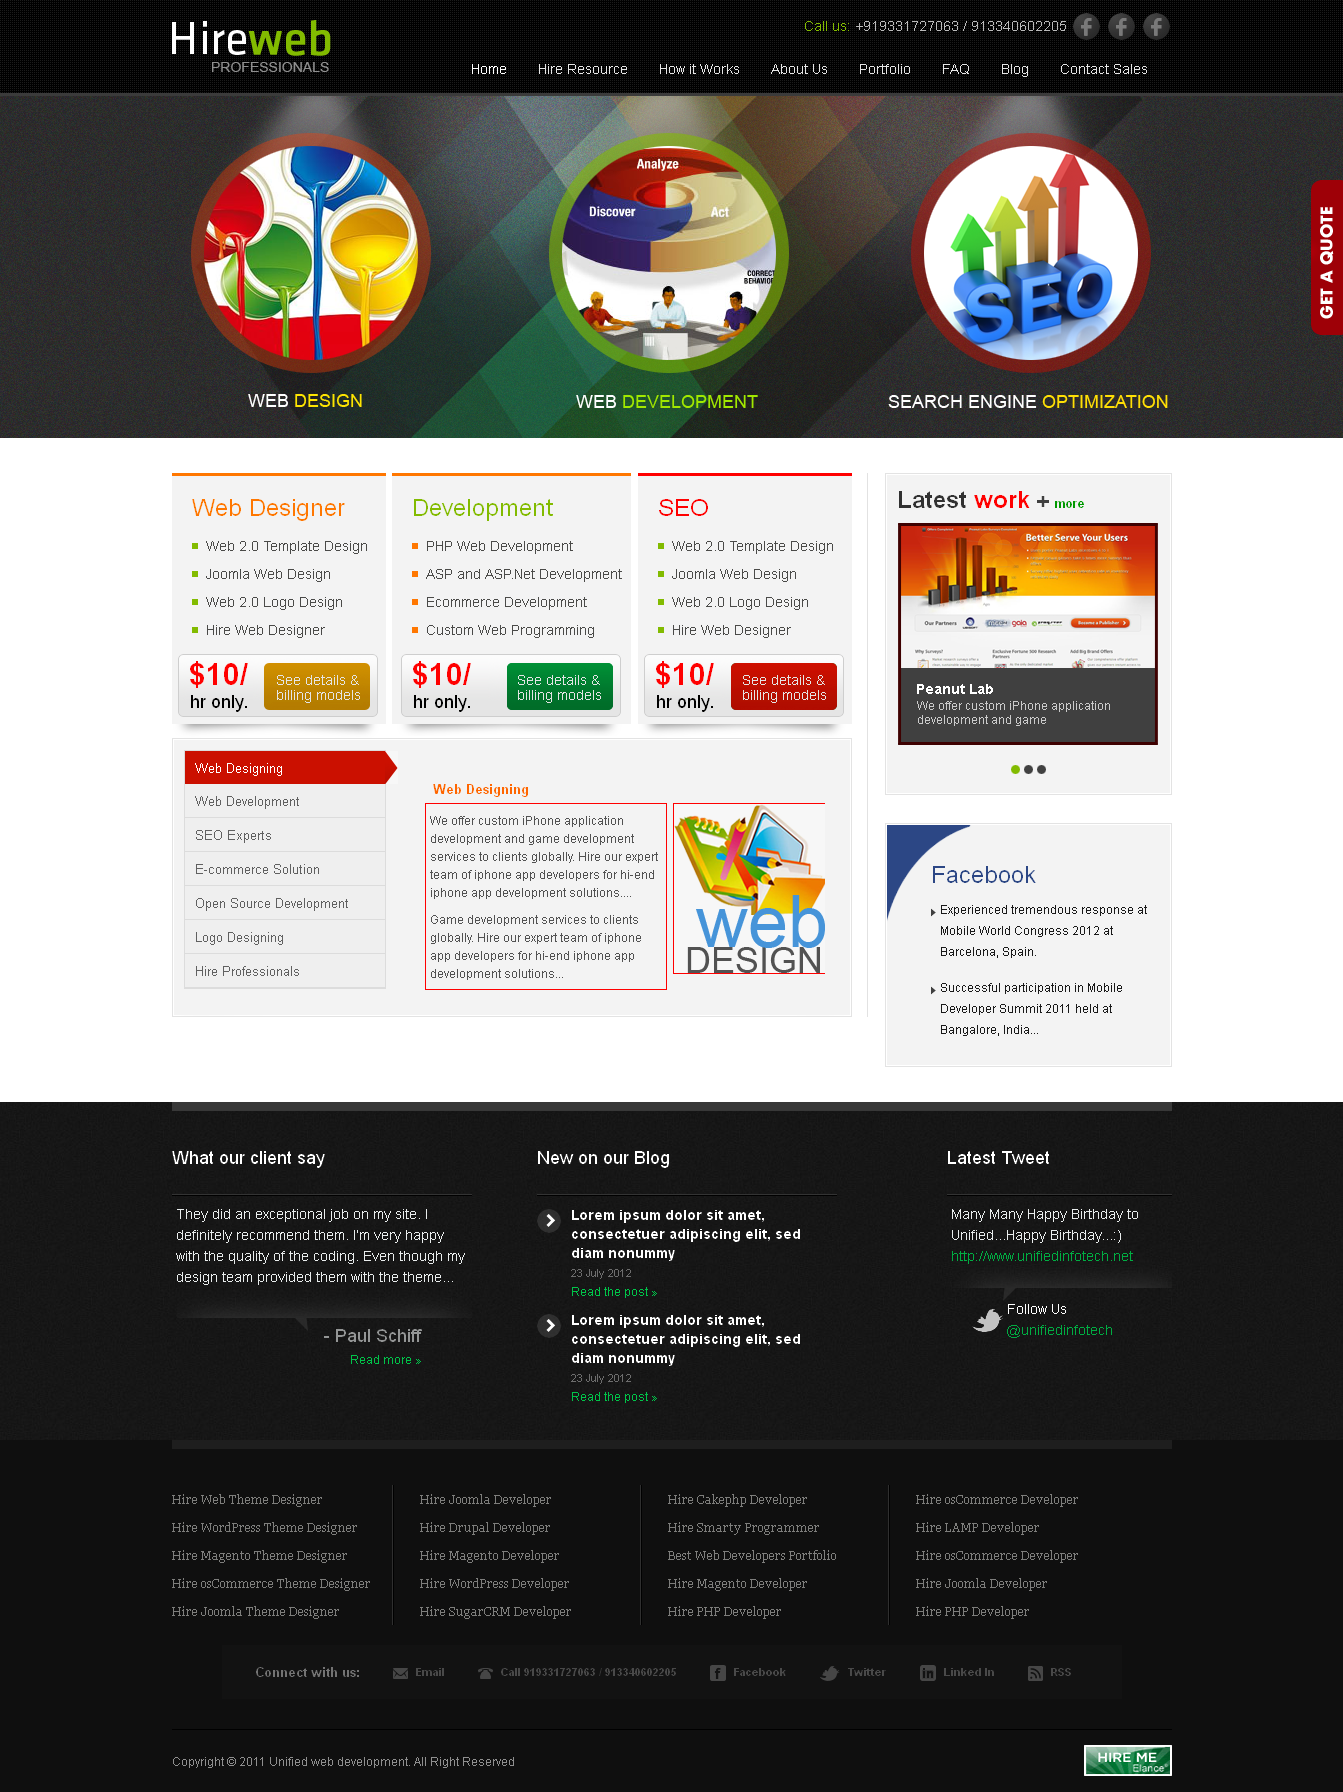 Hireweb
PROFESSIONALS
Call us: +919331727063 / 913340602205
Home Hire Resource How it Works About Us Portfolio FAQ Blog Contact Sales
Analyze
Discover
Act
CORRECT
BEHAVIOR
SEO
GET A QUOTE
WEB DESIGN
WEB DEVELOPMENT
SEARCH ENGINE OPTIMIZATION
Web Designer
Web 2.0 Template Design
Joomla Web Design
Web 2.0 Logo Design
Hire Web Designer
$10/
hr only.
See details &
billing models
Development
PHP Web Development
ASP and ASP.Net Development
Ecommerce Development
Custom Web Programming
$10/
hr only.
See details &
billing models
SEO
Web 2.0 Template Design
Joomla Web Design
Web 2.0 Logo Design
Hire Web Designer
$10/
hr only.
See details &
billing models
Latest work + more
Better Serve Your Users
Our Partners
Become a Publisher
Why Surveys?
Exclusive Fortune 500 Research
Adding Brand Offers
Peanut Lab
We offer custom iPhone application
development and game
Web Designing
Web Development
SEO Experts
E-commerce Solution
Open Source Development
Logo Designing
Hire Professionals
Web Designing
We offer custom iPhone application
development and game development
services to clients globally. Hire our expert
team of iphone app developers for hi-end
iphone app development solutions....
Game development services to clients
globally. Hire our expert team of iphone
app developers for hi-end iphone app
development solutions...
web
DESIGN
Facebook
Experienced tremendous response at
Mobile World Congress 2012 at
Barcelona, Spain.
Successful participation in Mobile
Developer Summit 2011 held at
Bangalore, India...
What our client say
They did an exceptional job on my site. I
definitely recommend them. I'm very happy
with the quality of the coding. Even though my
design team provided them with the theme...
- Paul Schiff
Read more »
New on our Blog
Lorem ipsum dolor sit amet,
consectetuer adipiscing elit, sed
diam nonummy
23 July 2012
Read the post »
Lorem ipsum dolor sit amet,
consectetuer adipiscing elit, sed
diam nonummy
23 July 2012
Read the post »
Latest Tweet
Many Many Happy Birthday to
Unified...Happy Birthday...:)
http://www.unifiedinfotech.net
Follow Us
@unifiedinfotech
Hire Web Theme Designer
Hire WordPress Theme Designer
Hire Magento Theme Designer
Hire osCommerce Theme Designer
Hire Joomla Theme Designer
Hire Joomla Developer
Hire Drupal Developer
Hire Magento Developer
Hire WordPress Developer
Hire SugarCRM Developer
Hire Cakephp Developer
Hire Smarty Programmer
Best Web Developers Portfolio
Hire Magento Developer
Hire PHP Developer
Hire osCommerce Developer
Hire LAMP Developer
Hire osCommerce Developer
Hire Joomla Developer
Hire PHP Developer
Connect with us: Email Call 919331727063 / 913340602205 Facebook Twitter Linked In RSS
Copyright © 2011 Unified web development. All Right Reserved
HIRE ME
Elance